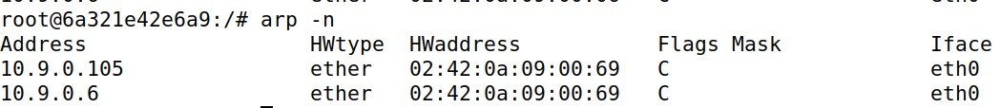 root@6a321e42e6a9:/# arp -n
Address HWtype HWaddress Flags Mask Iface
10.9.0.105 ether 02:42:0a:09:00:69 C eth0
10.9.0.6 ether 02:42:0a:09:00:69 C eth0